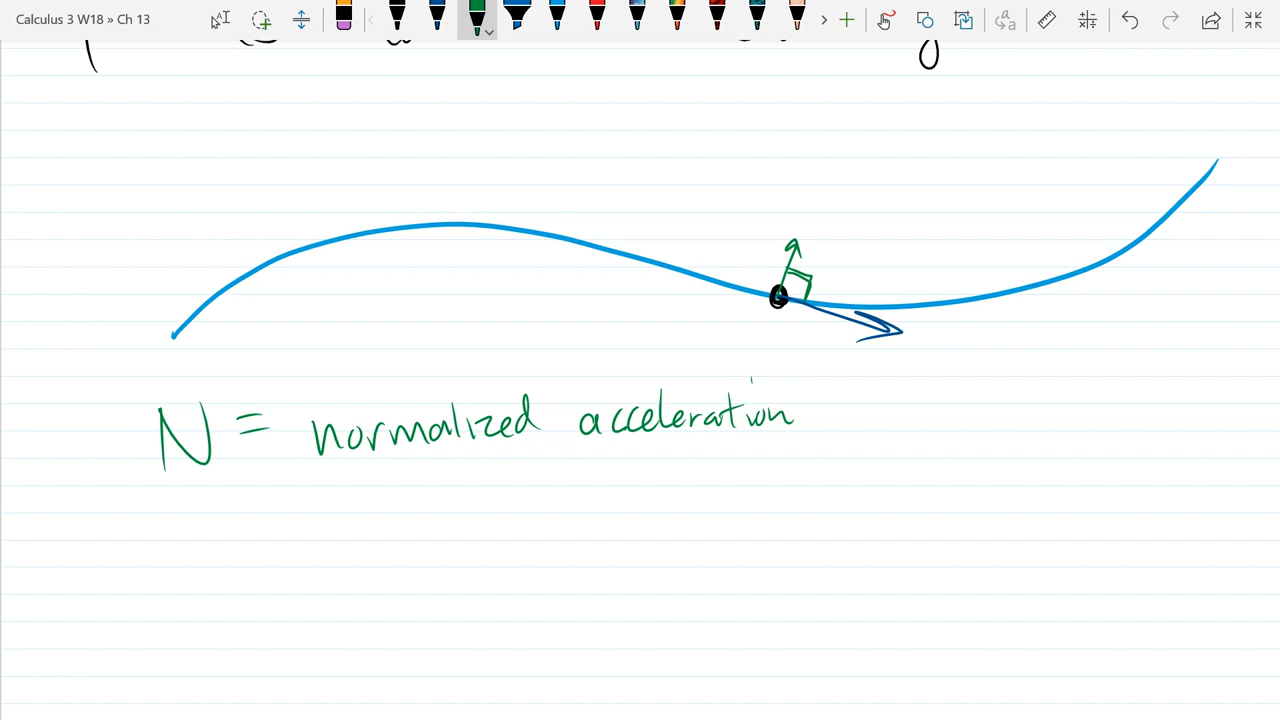 Calculus 3 W18 » Ch 13
N = normalized acceleration